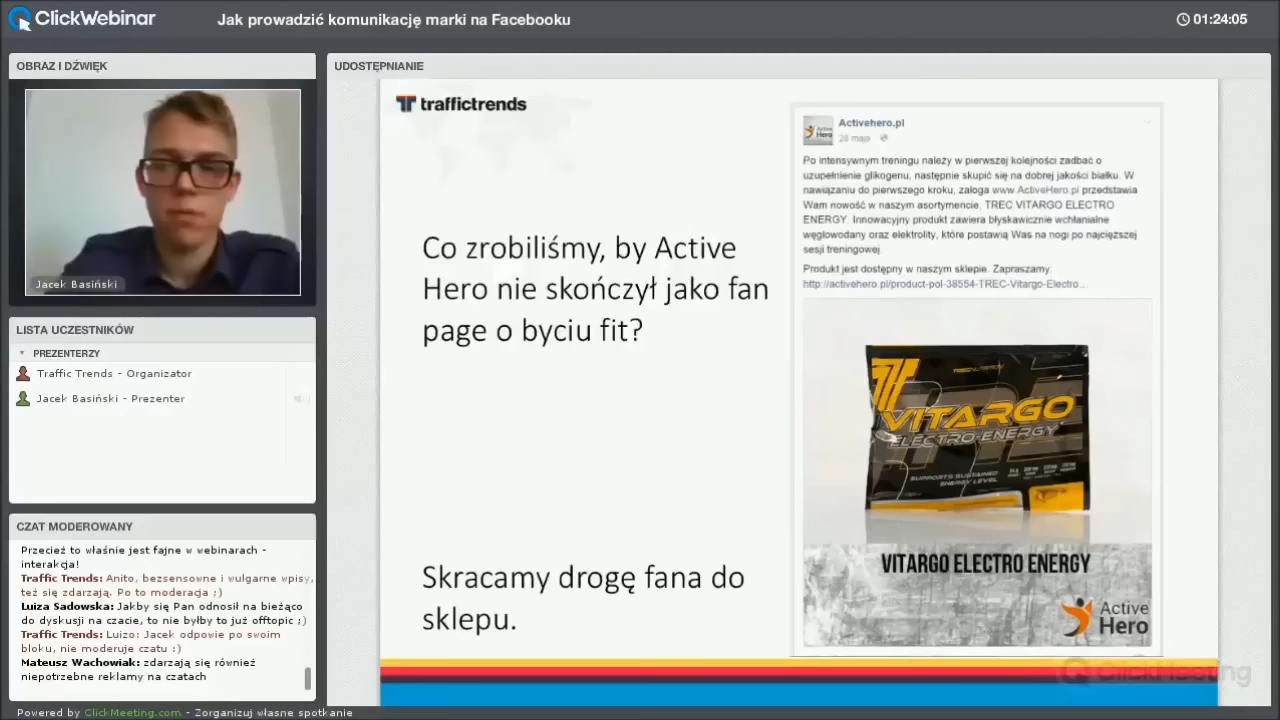 ClickWebinar
Jak prowadzić komunikację marki na Facebooku
01:24:05
OBRAZ I DŹWIĘK
Jacek Basiński
LISTA UCZESTNIKÓW
PREZENTERZY
Traffic Trends - Organizator
Jacek Basiński - Prezenter
CZAT MODEROWANY
Przecież to właśnie jest fajne w webinarach -
interakcja!
Traffic Trends: Anito, bezsensowne i wulgarne wpisy,
też się zdarzają. Po to moderacja ;)
Luiza Sadowska: Jakby się Pan odnosił na bieżąco
do dyskusji na czacie, to nie byłby to już offtopic ;)
Traffic Trends: Luizo: Jacek odpowie po swoim
bloku, nie moderuje czatu :)
Mateusz Wachowiak: zdarzają się również
niepotrzebne reklamy na czatach
UDOSTĘPNIANIE
traffictrends
Co zrobiliśmy, by Active
Hero nie skończył jako fan
page o byciu fit?
Skracamy drogę fana do
sklepu.
Active
Hero
Activehero.pl
28 maja
Po intensywnym treningu należy w pierwszej kolejności zadbać o
uzupełnienie glikogenu, następnie skupić się na dobrej jakości białku. W
nawiązaniu do pierwszego kroku, załoga www.ActiveHero.pl przedstawia
Wam nowość w naszym asortymencie. TREC VITARGO ELECTRO
ENERGY. Innowacyjny produkt zawiera błyskawicznie wchłanialne
węglowodany oraz elektrolity, które postawią Was na nogi po najcięższej
sesji treningowej.
Produkt jest dostępny w naszym sklepie. Zapraszamy:
http://activehero.pl/product-pol-38554-TREC-Vitargo-Electro...
TREC NUTRITION
VITARGO
ELECTRO-ENERGY
SUPPORTS SUSTAINED
ENERGY LEVEL
VITARGO ELECTRO ENERGY
Active
Hero
ClickMeeting
Powered by ClickMeeting.com - Zorganizuj własne spotkanie